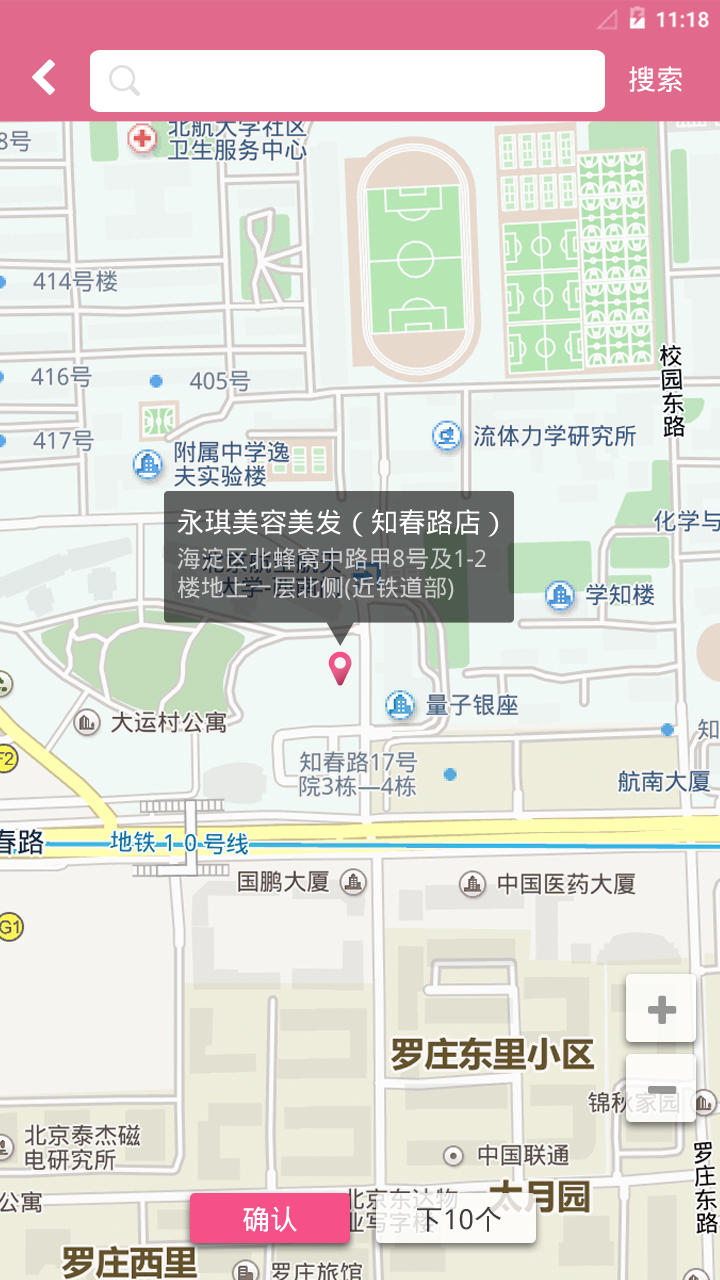 11:18
搜索
8号
北航大学社区
卫生服务中心
414号楼
416号
405号
校园东路
417号
附属中学逸
夫实验楼
流体力学研究所
永琪美容美发（知春路店）
海淀区北蜂窝中路甲8号及1-2
楼地上一层北侧(近铁道部)
化学与
学知楼
量子银座
大运村公寓
知
F2
知春路17号
院3栋—4栋
航南大厦
春路
地铁10号线
国鹏大厦
中国医药大厦
G1
罗庄东里小区
锦秋家园
北京泰杰磁
电研究所
中国联通
罗庄东路
公寓
北京东达物
业写字楼
太月园
确认
下10个
罗庄西里
罗庄旅馆